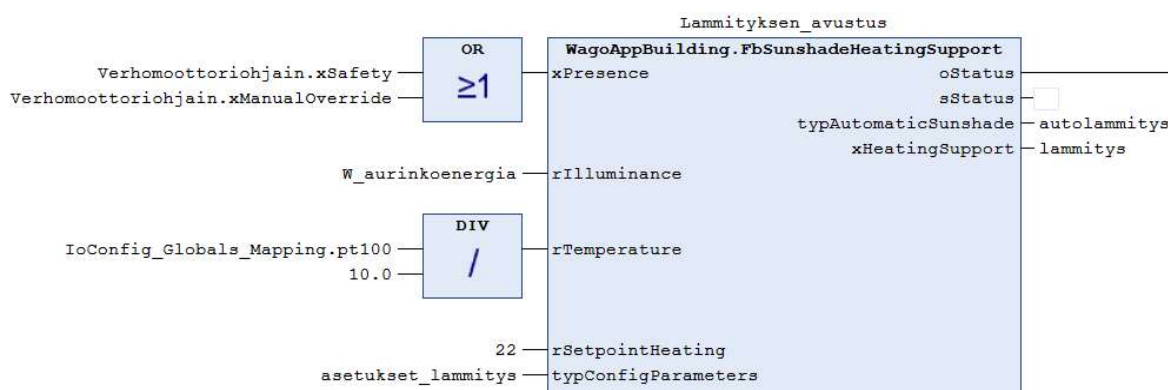 Lammityksen_avustus
OR
WagoAppBuilding.FbSunshadeHeatingSupport
Verhomoottoriohjain.xSafety
≥1
xPresence
oStatus
Verhomoottoriohjain.xManualOverride
sStatus
typAutomaticSunshade
autolammitys
xHeatingSupport
lammitys
W_aurinkoenergia
rIlluminance
DIV
IoConfig_Globals_Mapping.pt100
/
rTemperature
10.0
22
rSetpointHeating
asetukset_lammitys
typConfigParameters